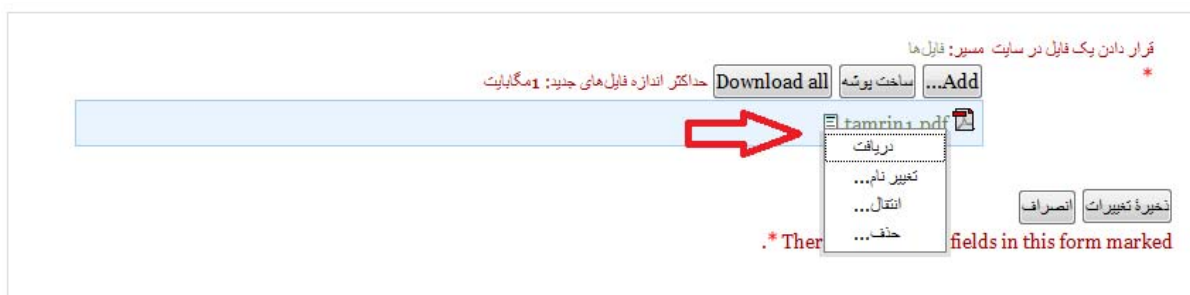 قرار دادن یک فایل در سایت مسیر: فایل‌ها
*
Add... ساخت پوشه Download all حداکثر اندازه فایل‌های جدید: 1مگابایت
tamrin1.pdf
دریافت
تغییر نام...
انتقال...
حذف...
ذخیرهٔ تغییرات انصراف
.* Ther fields in this form marked